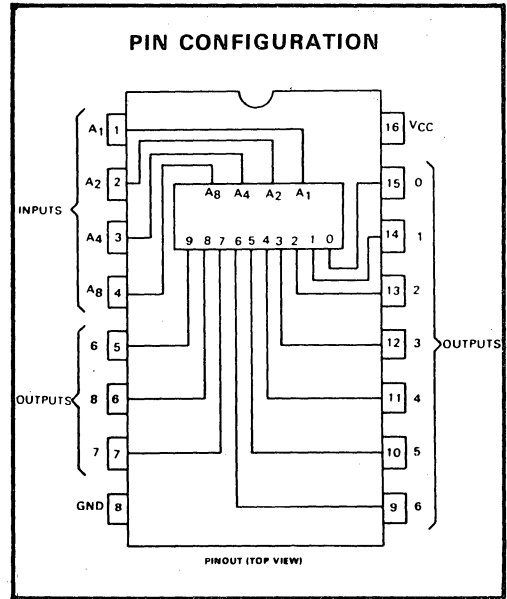 PIN CONFIGURATION
A1 1
16 VCC
A2 2
15 0
A8 A4 A2 A1
INPUTS
A4 3
9 8 7 6 5 4 3 2 1 0
14 1
A8 4
13 2
6 5
12 3
OUTPUTS
OUTPUTS
8 6
11 4
7 7
10 5
GND 8
9 6
PINOUT (TOP VIEW)